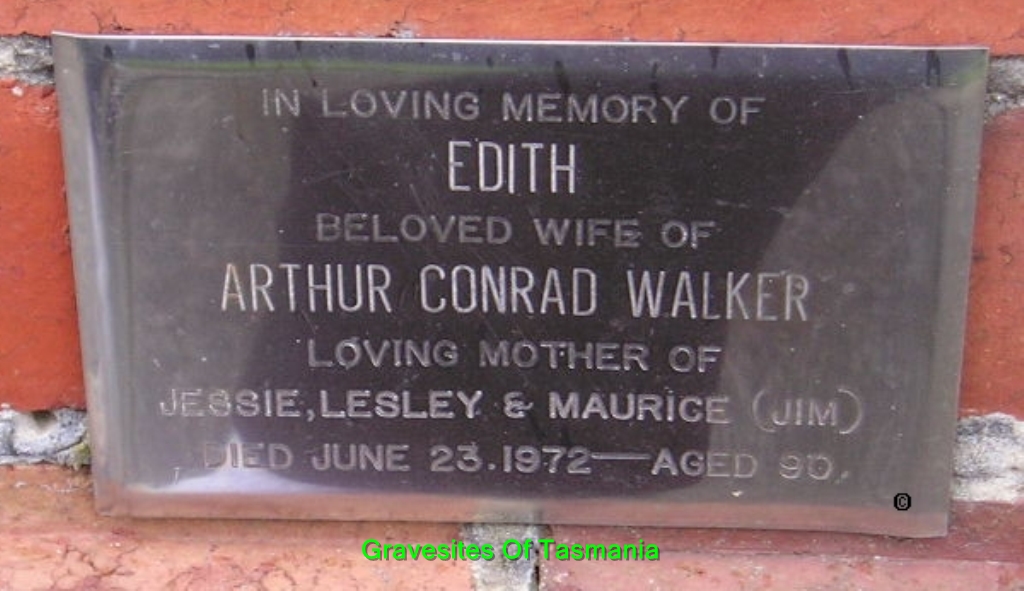 IN LOVING MEMORY OF
EDITH
BELOVED WIFE OF
ARTHUR CONRAD WALKER
LOVING MOTHER OF
JESSIE, LESLEY & MAURICE (JIM)
DIED JUNE 23.1972—AGED 90.
©
Gravesites Of Tasmania